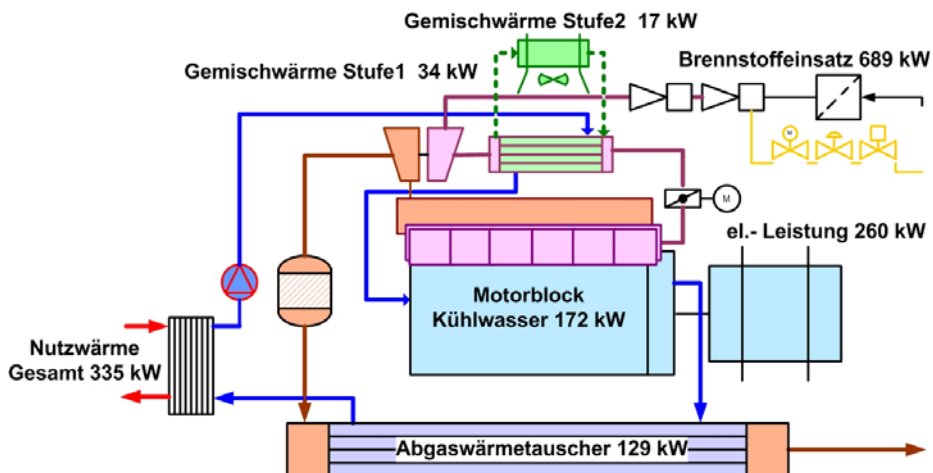 Gemischwärme Stufe2  17 kW
Gemischwärme Stufe1  34 kW
Brennstoffeinsatz 689 kW
M
M
el.- Leistung 260 kW
Motorblock
Kühlwasser 172 kW
Nutzwärme
Gesamt 335 kW
Abgaswärmetauscher 129 kW